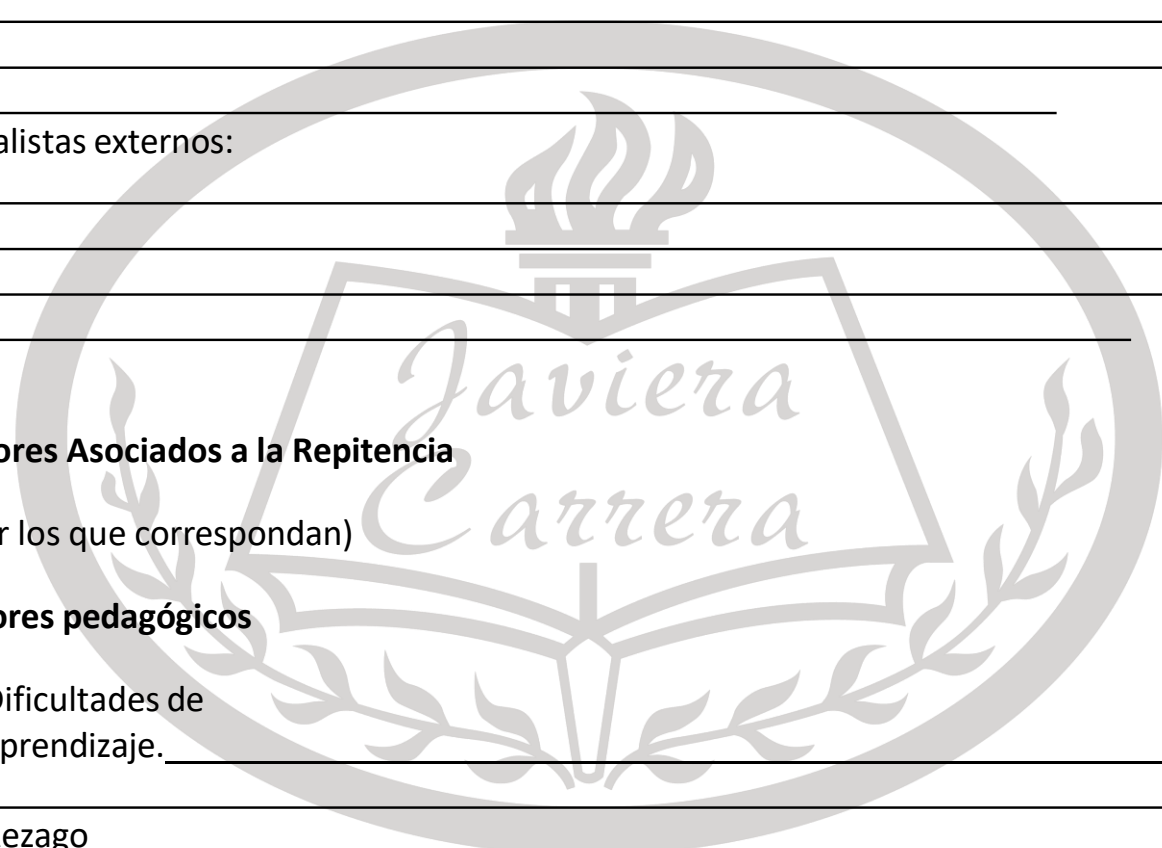 alistas externos:
Javiera
ores Asociados a la Repitencia
Carrera
r los que correspondan)
ores pedagógicos
Dificultades de
prendizaje.
ezago